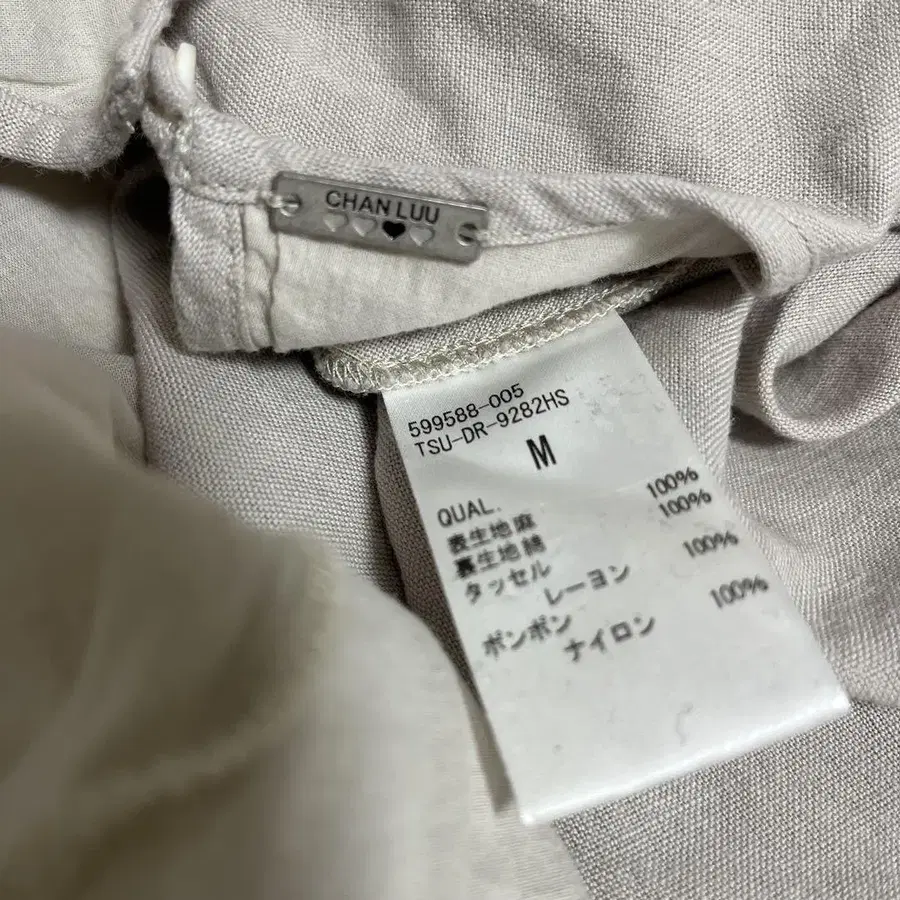 CHAN LUU
599588-005
TSU-DR-9282HS
M
QUAL.
表生地麻 100%
裏生地綿 100%
タッセル
レーヨン 100%
ポンポン
ナイロン 100%